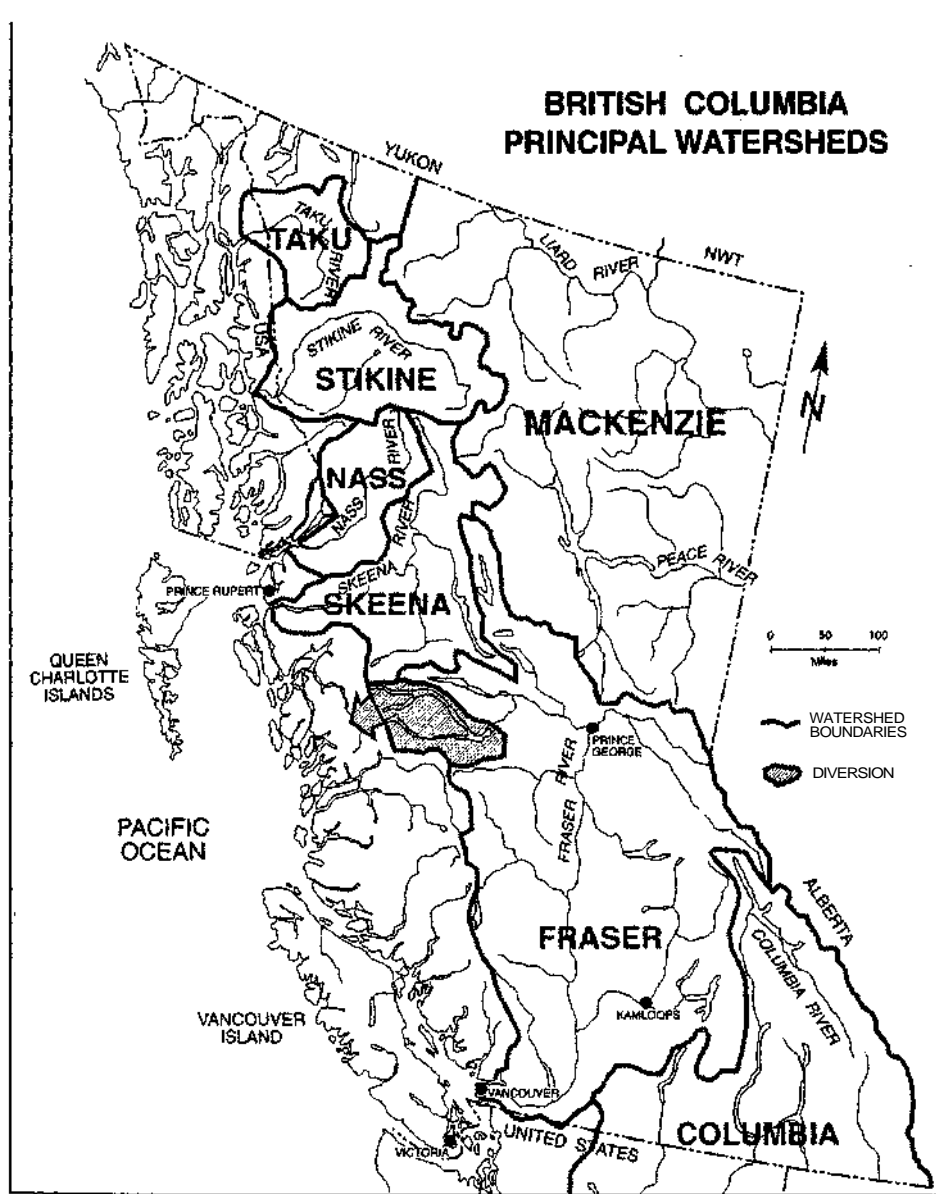 BRITISH COLUMBIA
PRINCIPAL WATERSHEDS
YUKON
NWT
TAKU
RIVER
TAKU
LIARD RIVER
USA
STIKINE RIVER
STIKINE
MACKENZIE
N
NASS
NASS RIVER
PEACE RIVER
SKEENA RIVER
SKEENA
PRINCE RUPERT
0 50 100
Miles
QUEEN
CHARLOTTE
ISLANDS
WATERSHED
BOUNDARIES
PRINCE
GEORGE
DIVERSION
FRASER RIVER
PACIFIC
OCEAN
ALBERTA
FRASER
COLUMBIA RIVER
KAMLOOPS
VANCOUVER
ISLAND
VANCOUVER
UNITED STATES
COLUMBIA
VICTORIA